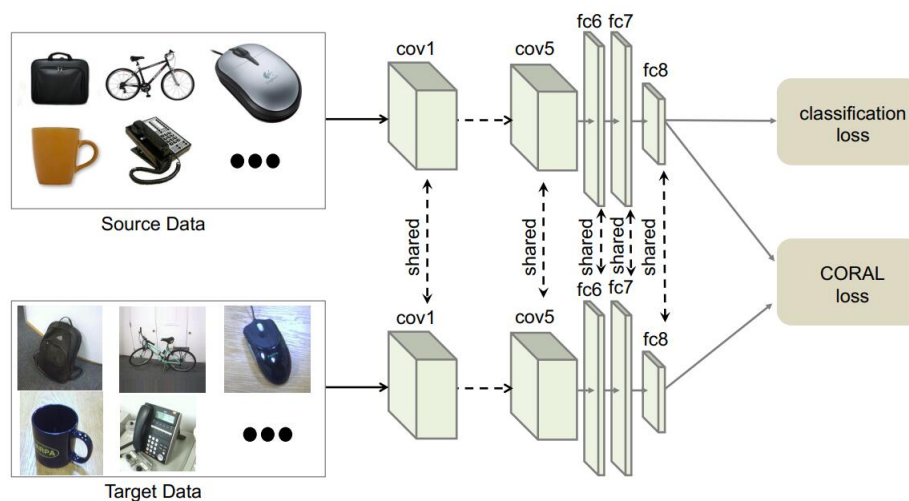 fc6 fc7
cov1
cov5
fc8
classification
loss
Source Data
shared
shared
shared
shared
shared
CORAL
loss
fc6 fc7
cov1
cov5
fc8
Target Data